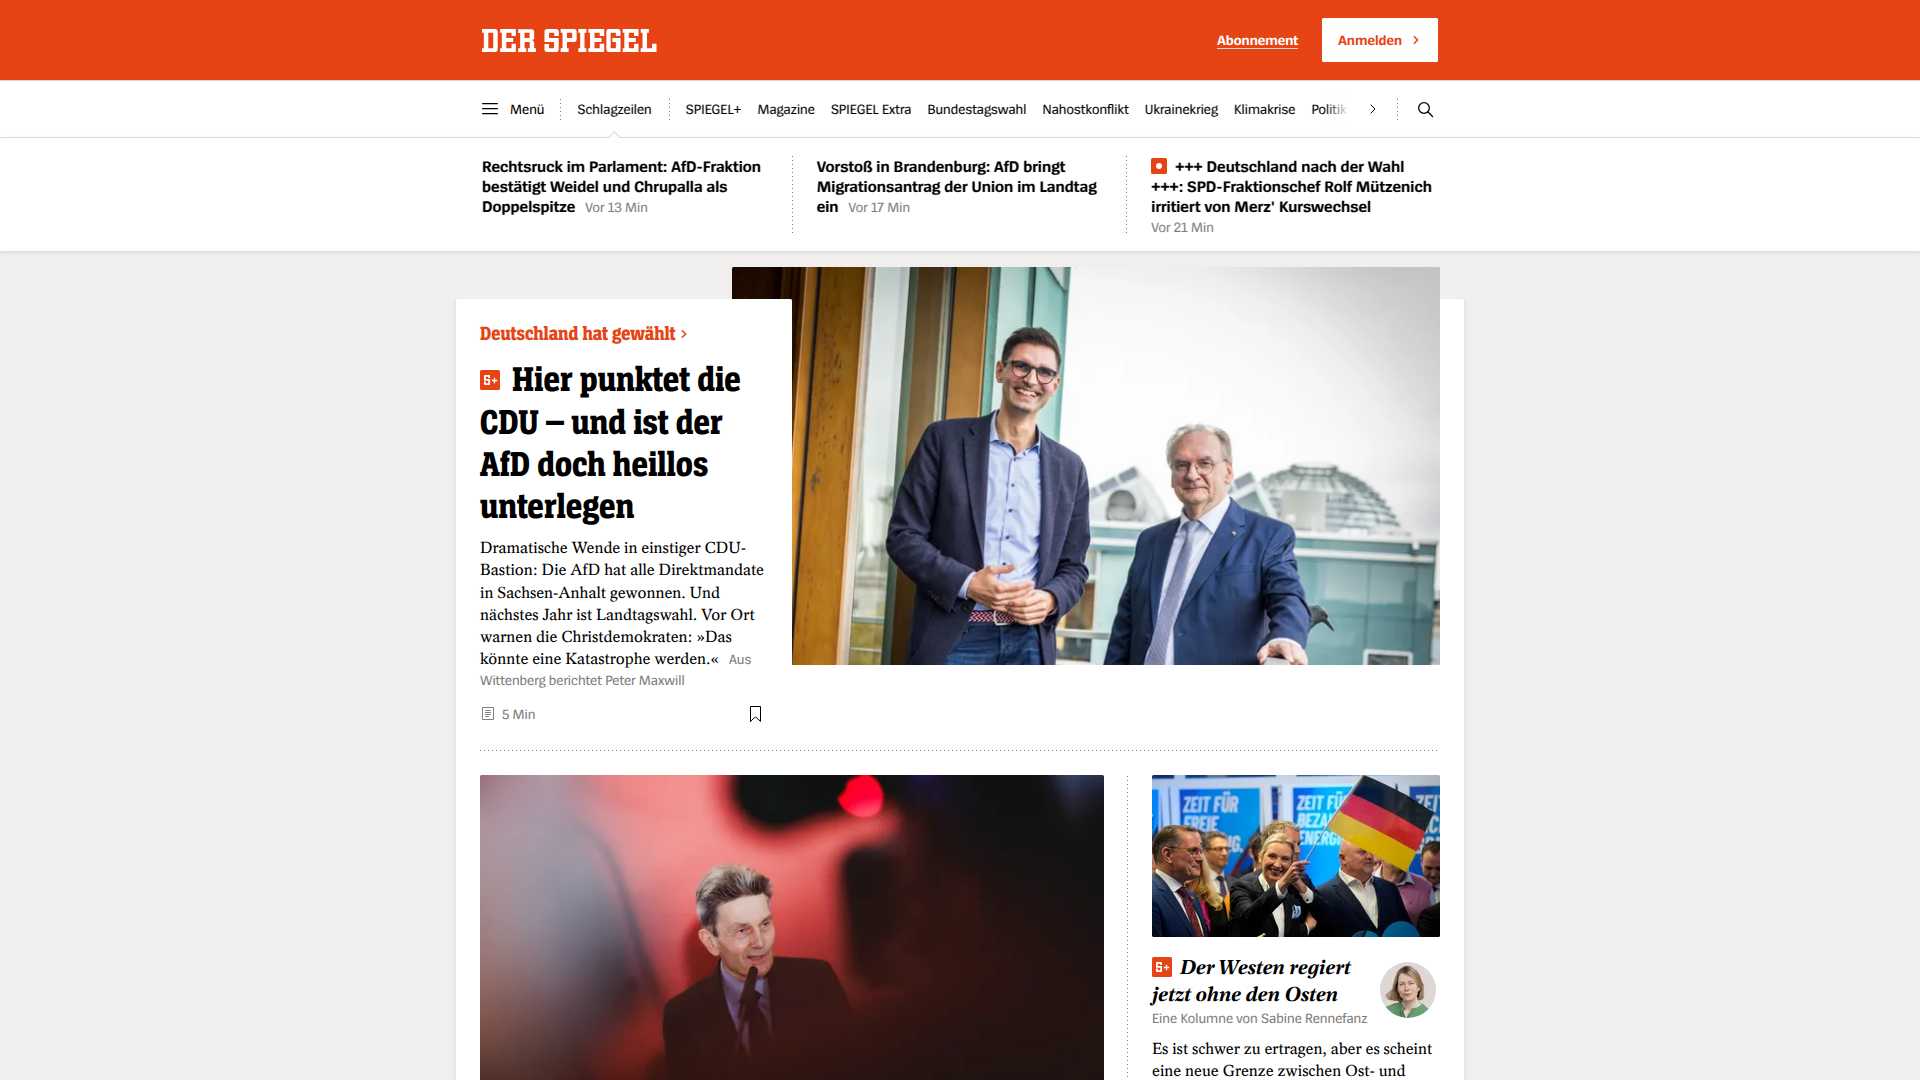 DER SPIEGEL
Abonnement
Anmelden
Menü
Schlagzeilen
SPIEGEL+
Magazine
SPIEGEL Extra
Bundestagswahl
Nahostkonflikt
Ukrainekrieg
Klimakrise
Politik
Rechtsruck im Parlament: AfD-Fraktion
bestätigt Weidel und Chrupalla als
Doppelspitze Vor 13 Min
Vorstoß in Brandenburg: AfD bringt
Migrationsantrag der Union im Landtag
ein Vor 17 Min
+++ Deutschland nach der Wahl
+++: SPD-Fraktionschef Rolf Mützenich
irritiert von Merz' Kurswechsel
Vor 21 Min
Deutschland hat gewählt
S+ Hier punktet die
CDU – und ist der
AfD doch heillos
unterlegen
Dramatische Wende in einstiger CDU-
Bastion: Die AfD hat alle Direktmandate
in Sachsen-Anhalt gewonnen. Und
nächstes Jahr ist Landtagswahl. Vor Ort
warnen die Christdemokraten: »Das
könnte eine Katastrophe werden.« Aus
Wittenberg berichtet Peter Maxwill
5 Min
ZEIT FÜR
FREIE
ZEIT FÜ
BEZA
ENERGI
S+ Der Westen regiert
jetzt ohne den Osten
Eine Kolumne von Sabine Rennefanz
Es ist schwer zu ertragen, aber es scheint
eine neue Grenze zwischen Ost- und